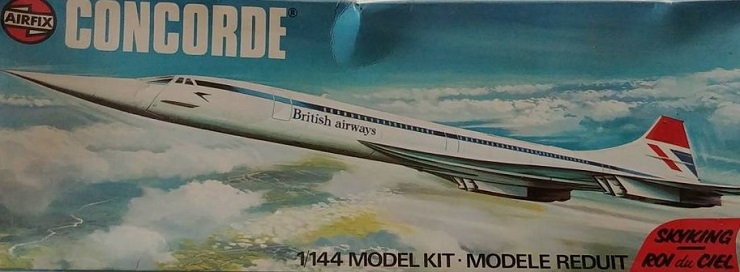 AIRFIX
CONCORDE®
British airways
1/144 MODEL KIT · MODELE REDUIT
SKYKING
ROI du CIEL